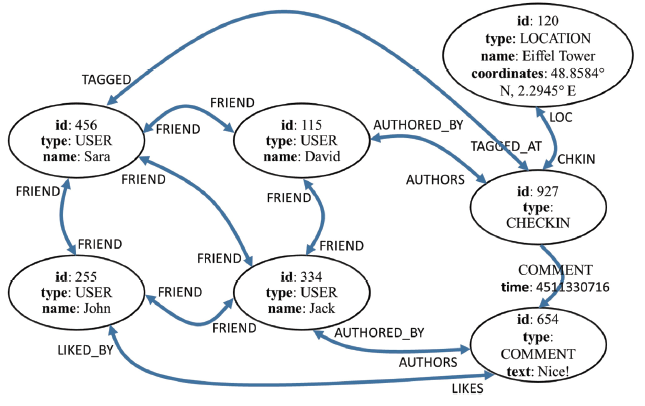 id: 120
type: LOCATION
name: Eiffel Tower
coordinates: 48.8584°
N, 2.2945° E
TAGGED
FRIEND
LOC
id: 456
type: USER
name: Sara
FRIEND
id: 115
type: USER
name: David
AUTHORED_BY
TAGGED_AT
CHKIN
FRIEND
FRIEND
FRIEND
AUTHORS
id: 927
type:
CHECKIN
FRIEND
FRIEND
FRIEND
id: 255
type: USER
name: John
FRIEND
FRIEND
id: 334
type: USER
name: Jack
COMMENT
time: 4511330716
AUTHORED_BY
LIKED_BY
AUTHORS
id: 654
type:
COMMENT
text: Nice!
LIKES